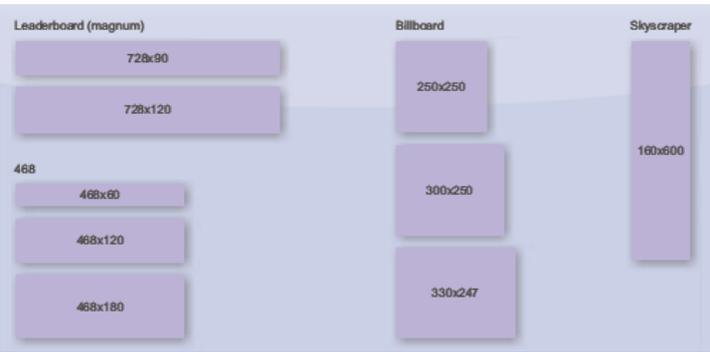 Leaderboard (magnum)
728x90
728x120
468
468x60
468x120
468x180
Billboard
250x250
300x250
330x247
Skyscraper
160x600